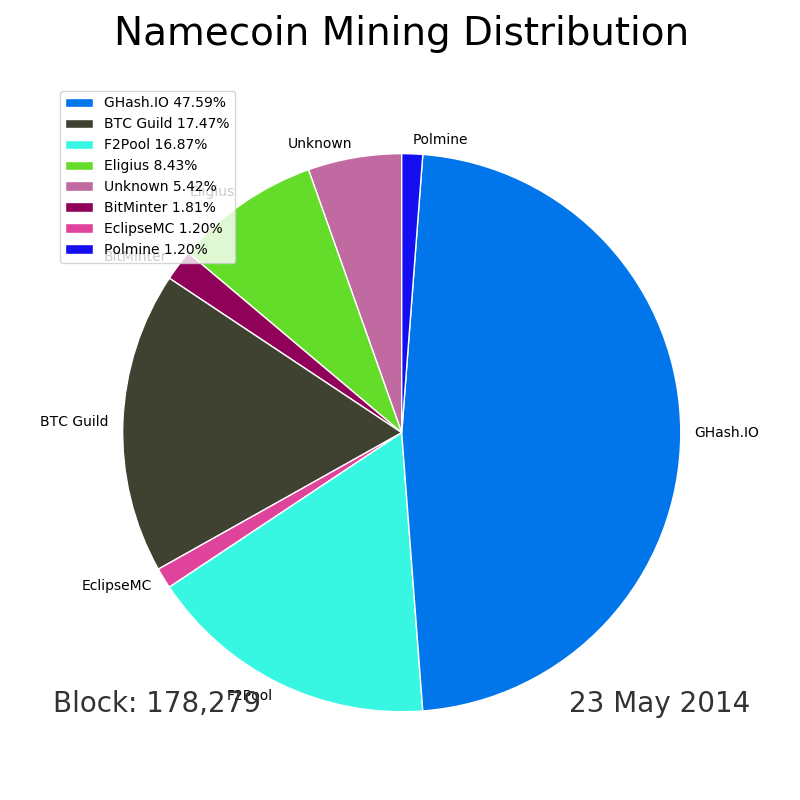 Namecoin Mining Distribution
GHash.IO 47.59%
BTC Guild 17.47%
F2Pool 16.87%
Eligius 8.43%
Unknown 5.42%
BitMinter 1.81%
EclipseMC 1.20%
Polmine 1.20%
Unknown
Polmine
Eligius
BitMinter
BTC Guild
GHash.IO
EclipseMC
F2Pool
Block: 178,279
23 May 2014